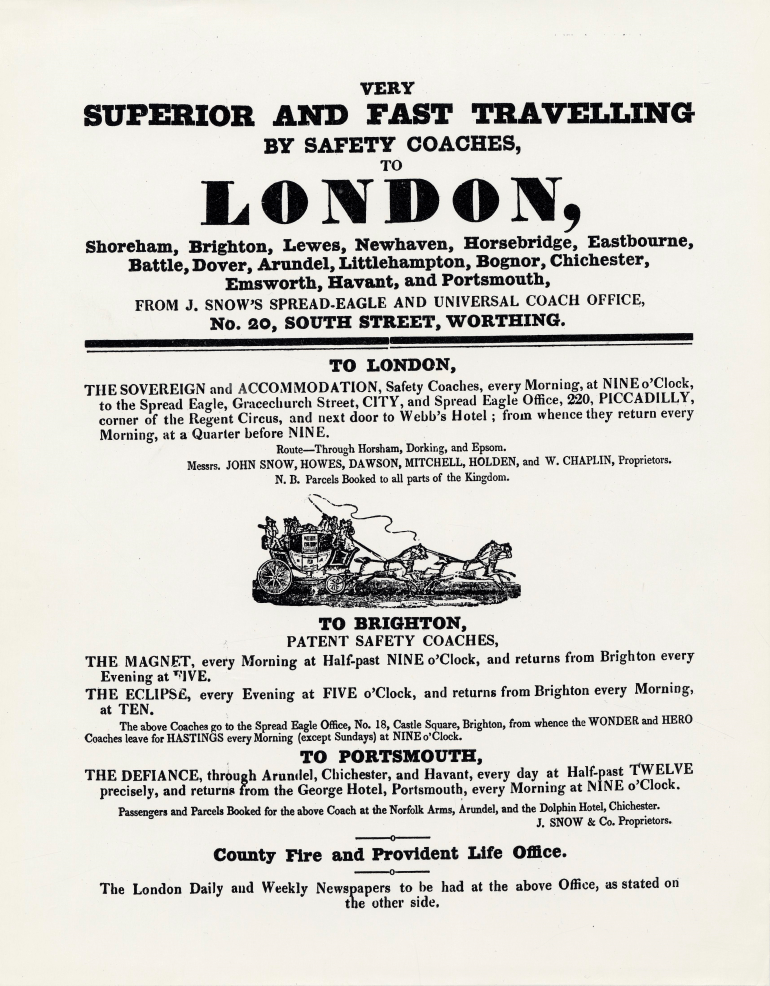 VERY
SUPERIOR AND FAST TRAVELLING
BY SAFETY COACHES,
TO
LONDON,
Shoreham, Brighton, Lewes, Newhaven, Horsebridge, Eastbourne,
Battle, Dover, Arundel, Littlehampton, Bognor, Chichester,
Emsworth, Havant, and Portsmouth,
FROM J. SNOW'S SPREAD-EAGLE AND UNIVERSAL COACH OFFICE,
No. 20, SOUTH STREET, WORTHING.
TO LONDON,
THE SOVEREIGN and ACCOMMODATION, Safety Coaches, every Morning, at NINE o'Clock,
to the Spread Eagle, Gracechurch Street, CITY, and Spread Eagle Office, 220, PICCADILLY,
corner of the Regent Circus, and next door to Webb's Hotel ; from whence they return every
Morning, at a Quarter before NINE.
Route—Through Horsham, Dorking, and Epsom.
Messrs. JOHN SNOW, HOWES, DAWSON, MITCHELL, HOLDEN, and W. CHAPLIN, Proprietors.
N. B. Parcels Booked to all parts of the Kingdom.
TO BRIGHTON,
PATENT SAFETY COACHES,
THE MAGNET, every Morning at Half-past NINE o'Clock, and returns from Brighton every
Evening at FIVE.
THE ECLIPSE, every Evening at FIVE o'Clock, and returns from Brighton every Morning,
at TEN.
The above Coaches go to the Spread Eagle Office, No. 18, Castle Square, Brighton, from whence the WONDER and HERO
Coaches leave for HASTINGS every Morning (except Sundays) at NINE o'Clock.
TO PORTSMOUTH,
THE DEFIANCE, through Arundel, Chichester, and Havant, every day at Half-past TWELVE
precisely, and returns from the George Hotel, Portsmouth, every Morning at NINE o'Clock.
Passengers and Parcels Booked for the above Coach at the Norfolk Arms, Arundel, and the Dolphin Hotel, Chichester.
J. SNOW & Co. Proprietors.
County Fire and Provident Life Office.
The London Daily and Weekly Newspapers to be had at the above Office, as stated on
the other side.